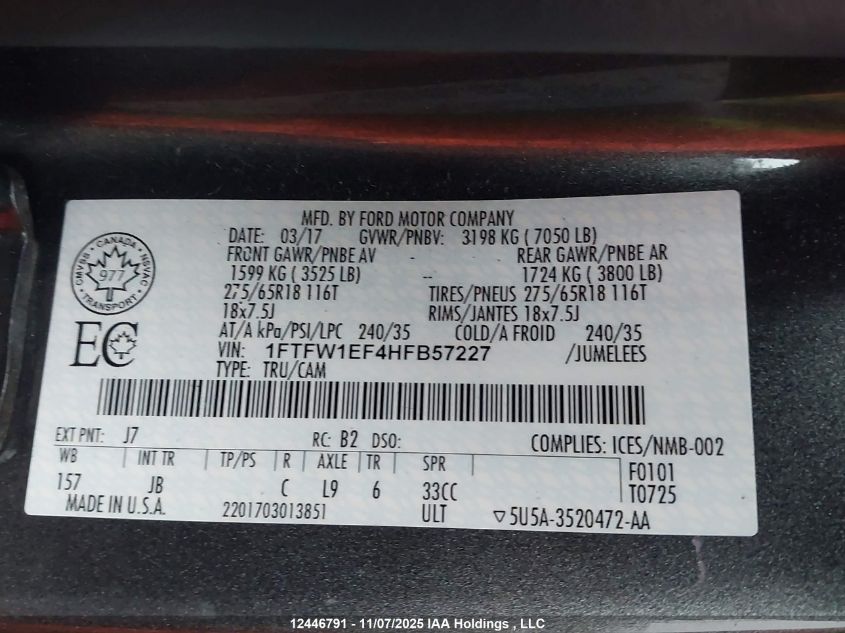 MFD. BY FORD MOTOR COMPANY
DATE: 03/17 GVWR/PNBV: 3198 KG ( 7050 LB)
FRONT GAWR/PNBE AV REAR GAWR/PNBE AR
1599 KG ( 3525 LB) -- 1724 KG ( 3800 LB)
275/65R18 116T TIRES/PNEUS 275/65R18 116T
18x7.5J RIMS/JANTES 18x7.5J
AT/A kPa/PSI/LPC 240/35 COLD/A FROID 240/35
VIN: 1FTFW1EF4HFB57227 /JUMELEES
TYPE: TRU/CAM
CANADA
CMVSS NSVAC
977
TRANSPORT
EC
EXT PNT: J7 RC: B2 DSO: COMPLIES: ICES/NMB-002
WB INT TR TP/PS R AXLE TR SPR F0101
157 JB C L9 6 33CC T0725
MADE IN U.S.A. 2201703013851 ULT ▽5U5A-3520472-AA
12446791 - 11/07/2025 IAA Holdings , LLC